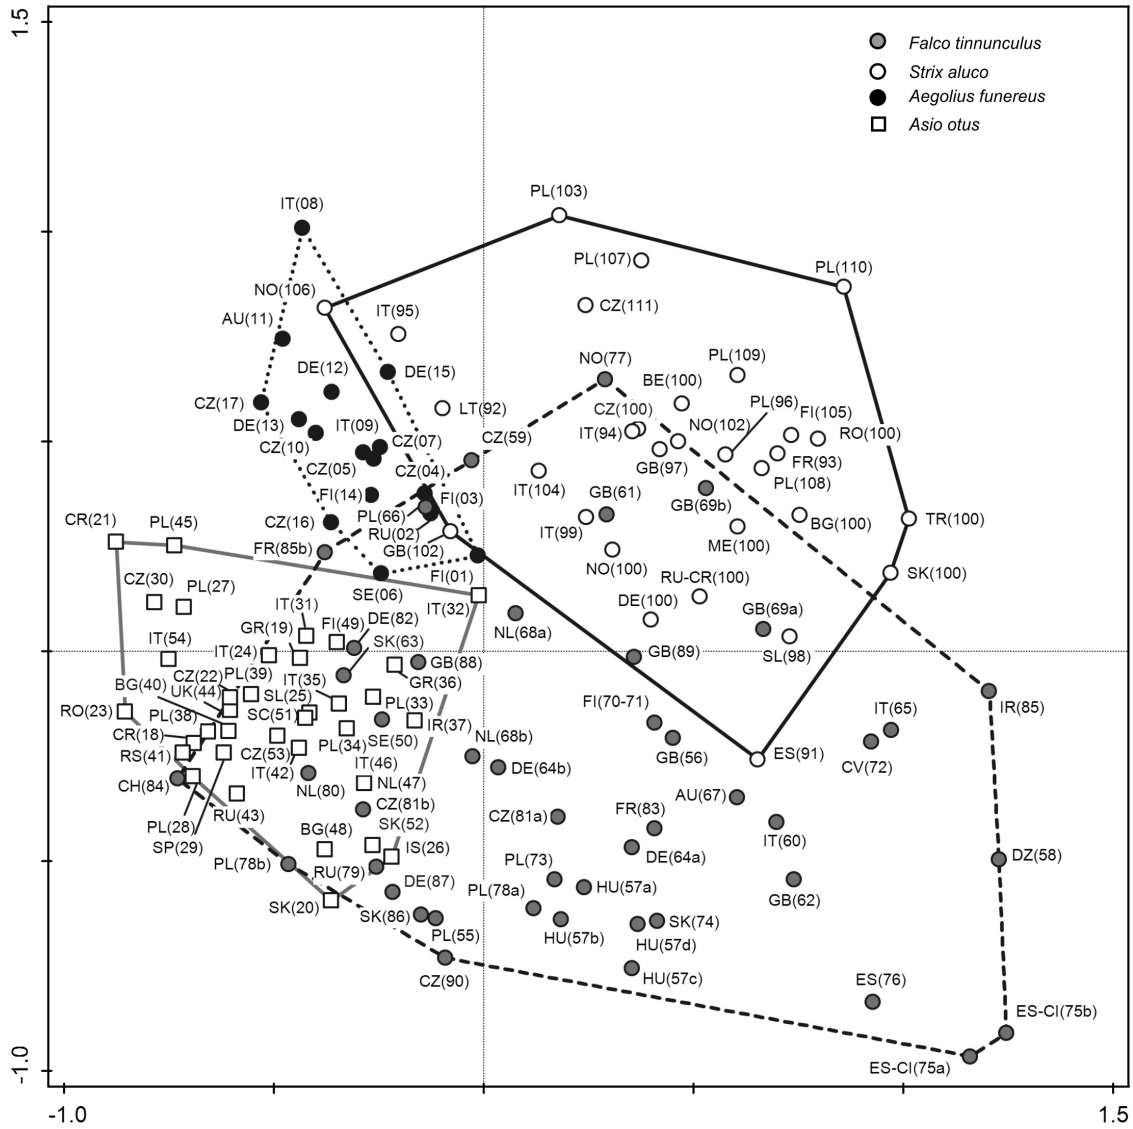 1.5
Falco tinnunculus
Strix aluco
Aegolius funereus
Asio otus
PL(103)
IT(08)
PL(107)
PL(110)
NO(106)
CZ(111)
IT(95)
AU(11)
NO(77)
PL(109)
DE(12)
DE(15)
BE(100)
CZ(17)
LT(92)
PL(96)
CZ(100)
FI(105)
DE(13)
IT(09)
NO(102)
IT(94)
RO(100)
CZ(07)
CZ(59)
CZ(10)
CZ(05)
CZ(04)
GB(97)
FR(93)
PL(108)
IT(104)
FI(14)
FI(03)
GB(61)
GB(69b)
PL(66)
CR(21)
PL(45)
CZ(16)
RU(02)
IT(99)
BG(100)
TR(100)
FR(85b)
GB(102)
ME(100)
NO(100)
FI(01)
RU-CR(100)
SK(100)
CZ(30)
PL(27)
SE(06)
IT(32)
DE(100)
GB(69a)
IT(31)
DE(82)
NL(68a)
GR(19)
FI(49)
IT(54)
SK(63)
IT(24)
GB(88)
GB(89)
SL(98)
CZ(22)
PL(39)
IT(35)
GR(36)
BG(40)
UK(44)
SL(25)
PL(33)
FI(70-71)
IR(85)
RO(23)
PL(38)
SC(51)
IT(65)
IR(37)
CR(18)
SE(50)
NL(68b)
PL(34)
RS(41)
CZ(53)
GB(56)
ES(91)
IT(46)
CV(72)
IT(42)
DE(64b)
CH(84)
NL(47)
NL(80)
AU(67)
CZ(81b)
RU(43)
CZ(81a)
FR(83)
PL(28)
BG(48)
SK(52)
IT(60)
SP(29)
IS(26)
DE(64a)
DZ(58)
PL(78b)
RU(79)
PL(73)
DE(87)
HU(57a)
PL(78a)
GB(62)
SK(20)
SK(86)
SK(74)
PL(55)
HU(57b)
HU(57d)
CZ(90)
HU(57c)
ES(76)
ES-CI(75b)
ES-CI(75a)
-1.0
-1.0
1.5